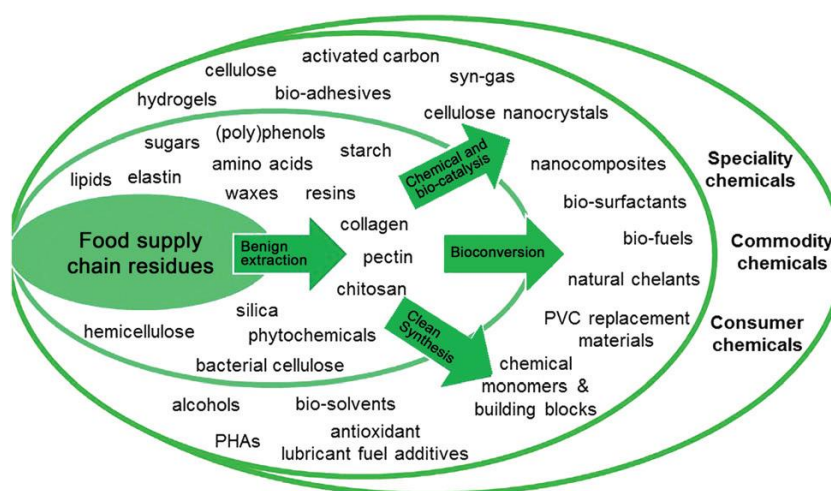 activated carbon
cellulose
syn-gas
hydrogels
bio-adhesives
cellulose nanocrystals
sugars
(poly)phenols
starch
lipids
elastin
amino acids
waxes
resins
Food supply
chain residues
Benign
extraction
collagen
pectin
chitosan
silica
hemicellulose
phytochemicals
bacterial cellulose
Chemical and
bio-catalysis
Bioconversion
Clean
Synthesis
nanocomposites
bio-surfactants
bio-fuels
natural chelants
PVC replacement
materials
chemical
monomers &
building blocks
alcohols
bio-solvents
PHAs
antioxidant
lubricant fuel additives
Speciality
chemicals
Commodity
chemicals
Consumer
chemicals